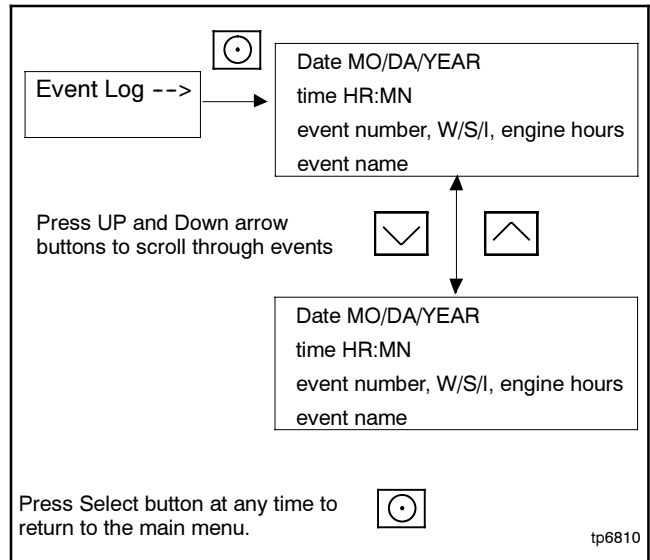 Event Log -->
Date MO/DA/YEAR
time HR:MN
event number, W/S/I, engine hours
event name
Press UP and Down arrow
buttons to scroll through events
Date MO/DA/YEAR
time HR:MN
event number, W/S/I, engine hours
event name
Press Select button at any time to
return to the main menu.
tp6810